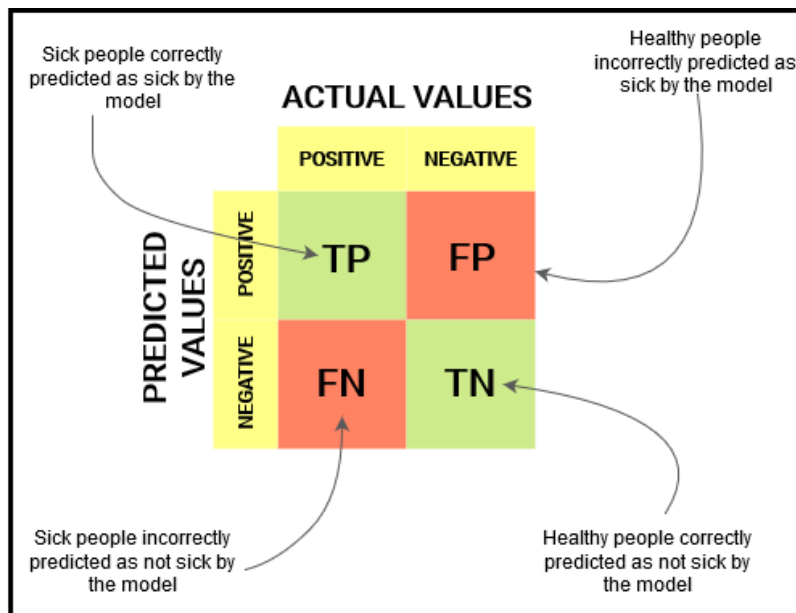 Sick people correctly
predicted as sick by the
model
Healthy people
incorrectly predicted as
sick by the model
ACTUAL VALUES
POSITIVE NEGATIVE
PREDICTED
VALUES
POSITIVE
TP FP
NEGATIVE
FN TN
Sick people incorrectly
predicted as not sick by
the model
Healthy people correctly
predicted as not sick by
the model